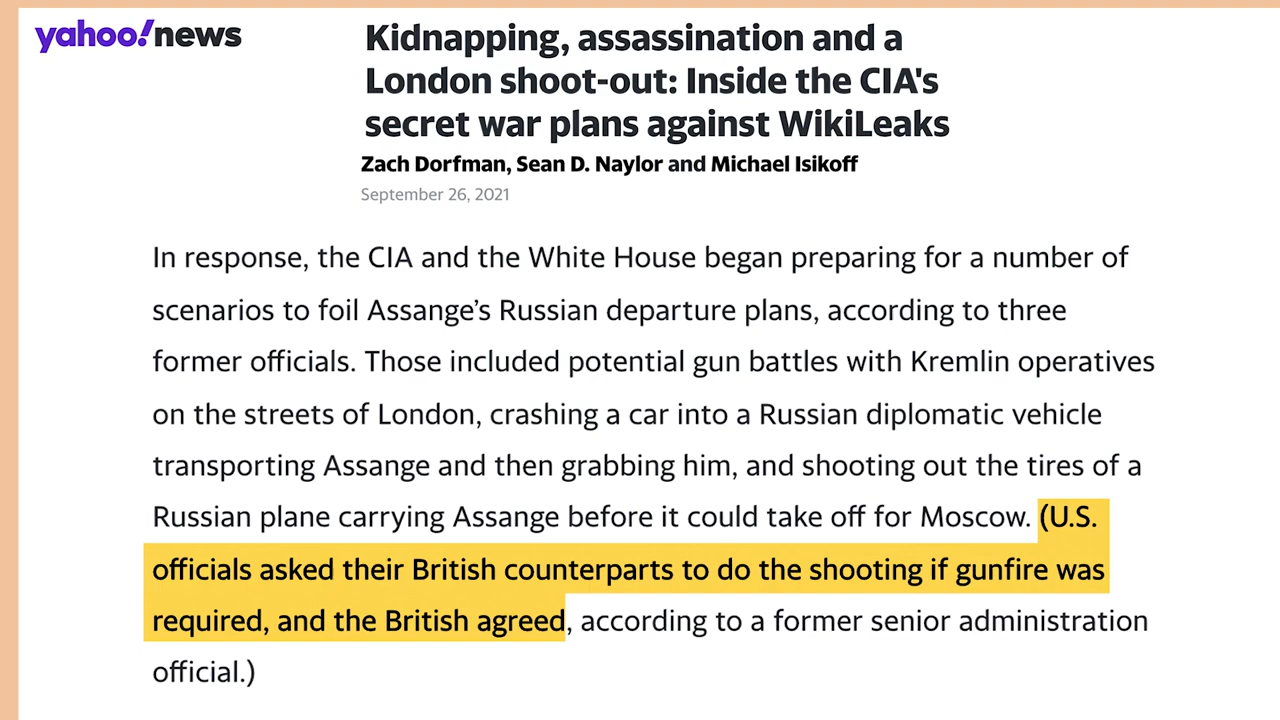 yahoo!news
Kidnapping, assassination and a
London shoot-out: Inside the CIA's
secret war plans against WikiLeaks
Zach Dorfman, Sean D. Naylor and Michael Isikoff
September 26, 2021
In response, the CIA and the White House began preparing for a number of
scenarios to foil Assange’s Russian departure plans, according to three
former officials. Those included potential gun battles with Kremlin operatives
on the streets of London, crashing a car into a Russian diplomatic vehicle
transporting Assange and then grabbing him, and shooting out the tires of a
Russian plane carrying Assange before it could take off for Moscow. (U.S.
officials asked their British counterparts to do the shooting if gunfire was
required, and the British agreed, according to a former senior administration
official.)